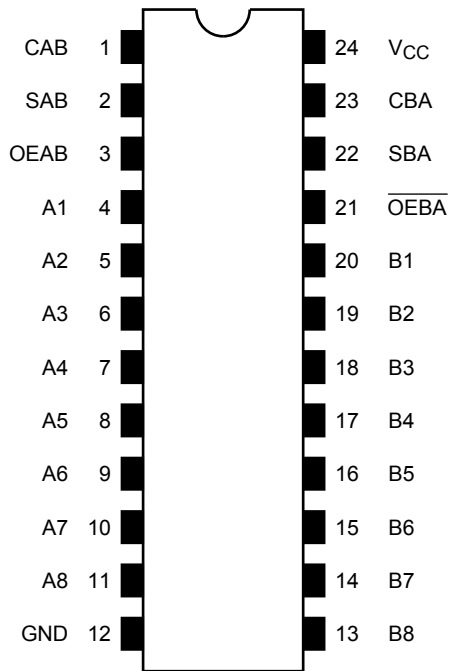 CAB 1 24 VCC
SAB 2 23 CBA
OEAB 3 22 SBA
A1 4 21 O̅E̅B̅A̅
A2 5 20 B1
A3 6 19 B2
A4 7 18 B3
A5 8 17 B4
A6 9 16 B5
A7 10 15 B6
A8 11 14 B7
GND 12 13 B8